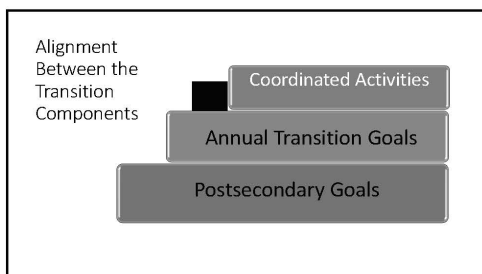 Alignment
Between the
Transition
Components
Coordinated Activities
Annual Transition Goals
Postsecondary Goals